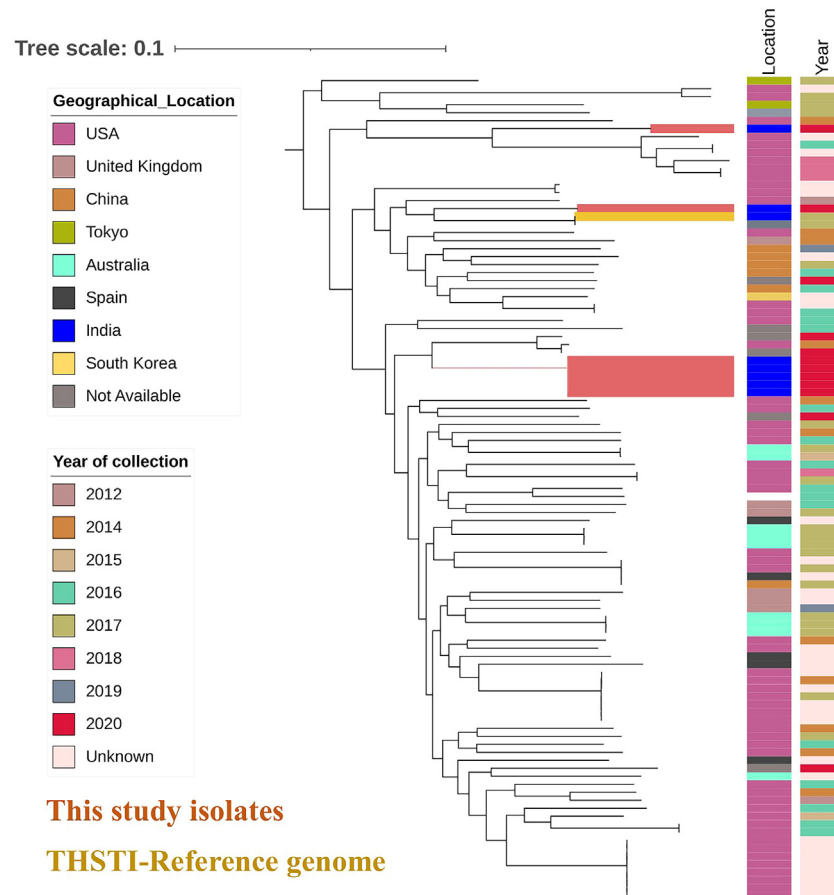 Tree scale: 0.1
Location
Year
Geographical_Location
USA
United Kingdom
China
Tokyo
Australia
Spain
India
South Korea
Not Available
Year of collection
2012
2014
2015
2016
2017
2018
2019
2020
Unknown
This study isolates
THSTI-Reference genome